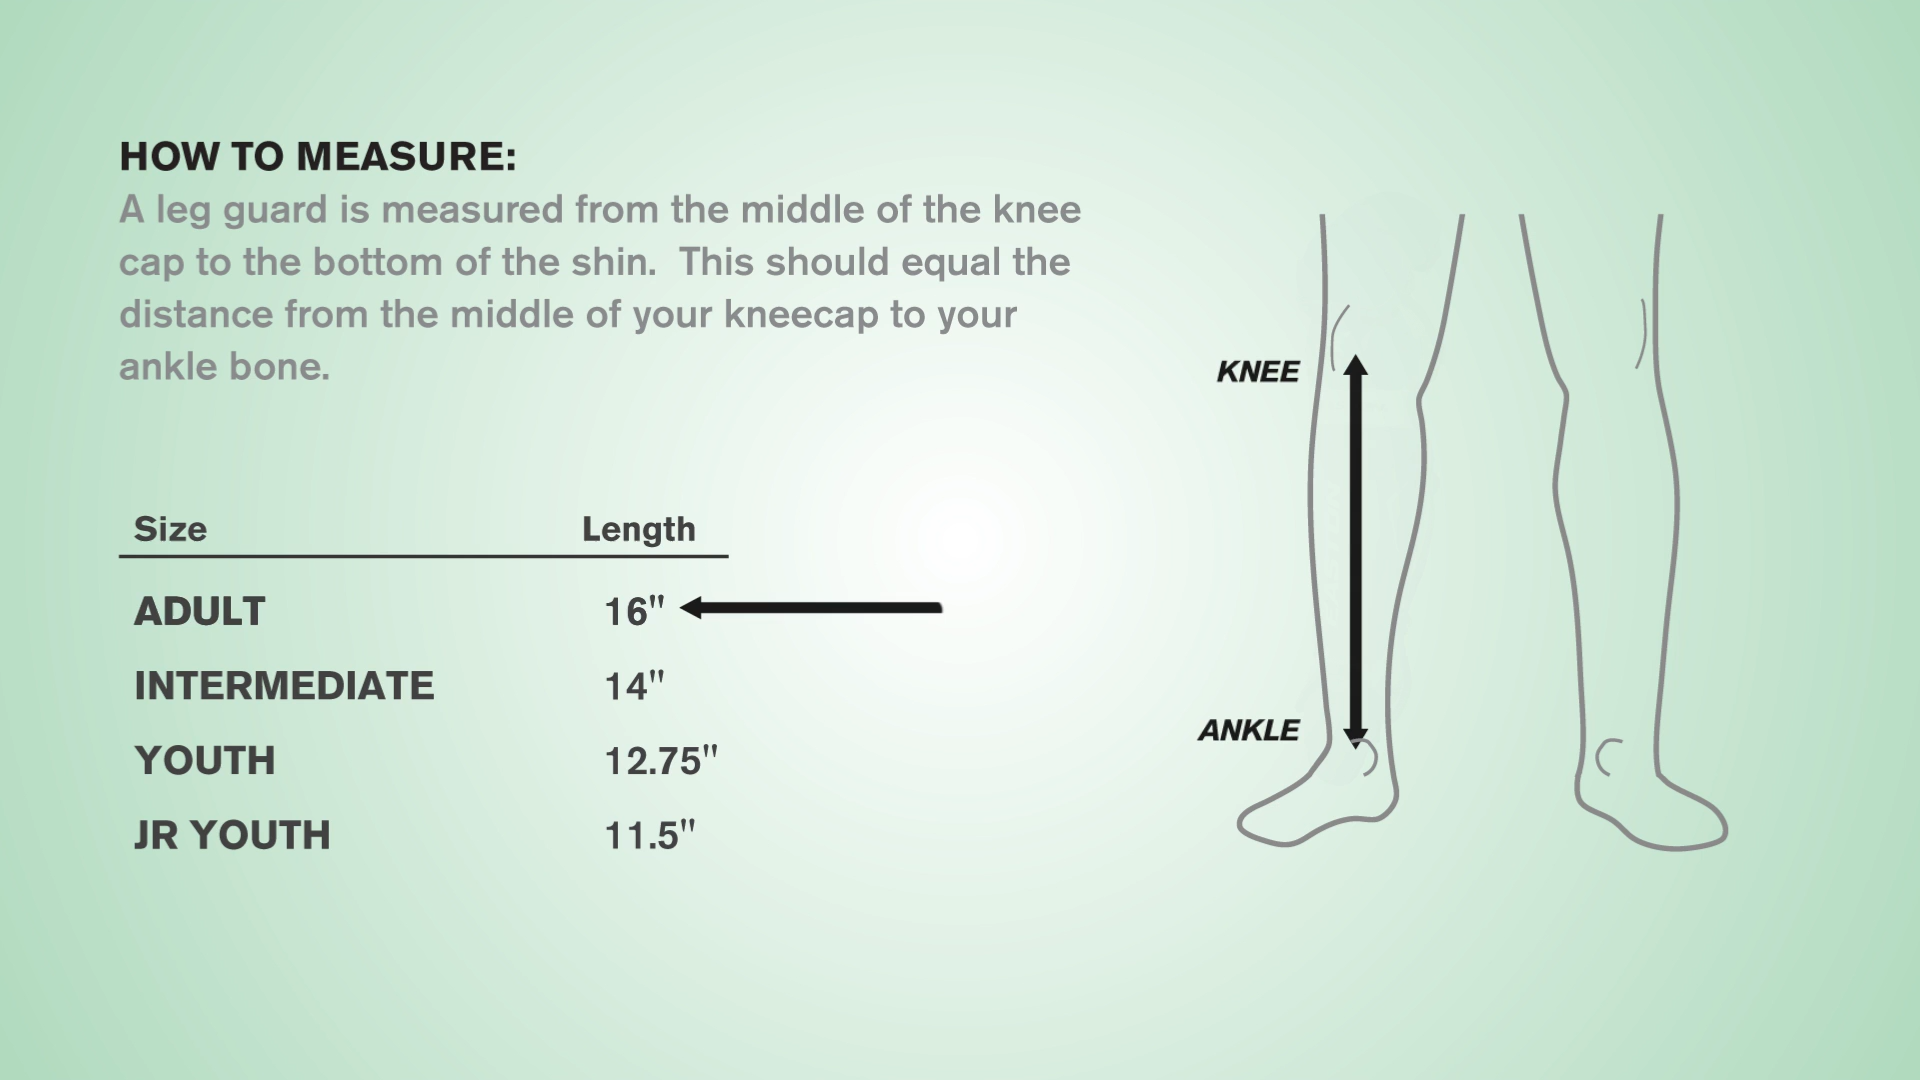 HOW TO MEASURE:
A leg guard is measured from the middle of the knee
cap to the bottom of the shin.  This should equal the
distance from the middle of your kneecap to your
ankle bone.
KNEE
ANKLE
Size Length
ADULT 16"
INTERMEDIATE 14"
YOUTH 12.75"
JR YOUTH 11.5"